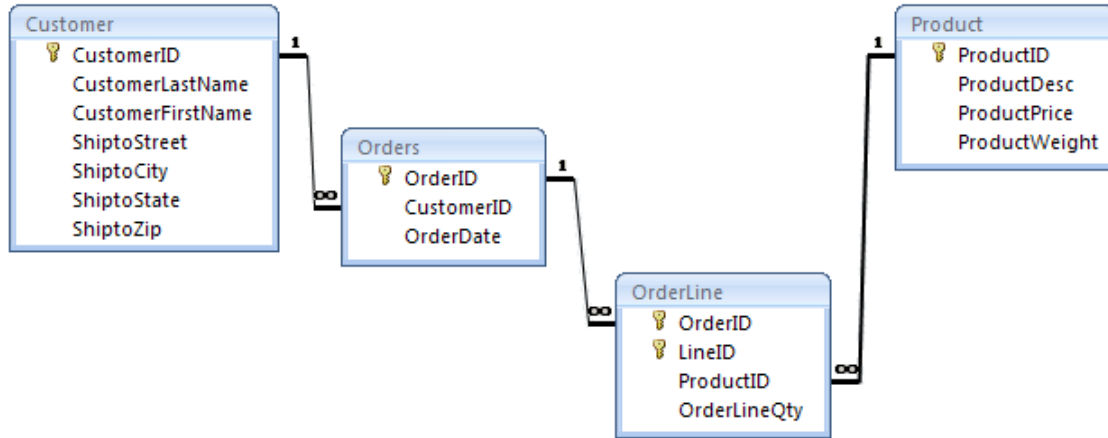 Customer
CustomerID
CustomerLastName
CustomerFirstName
ShiptoStreet
ShiptoCity
ShiptoState
ShiptoZip
1
∞
Orders
OrderID
CustomerID
OrderDate
1
∞
OrderLine
OrderID
LineID
ProductID
OrderLineQty
∞
1
Product
ProductID
ProductDesc
ProductPrice
ProductWeight